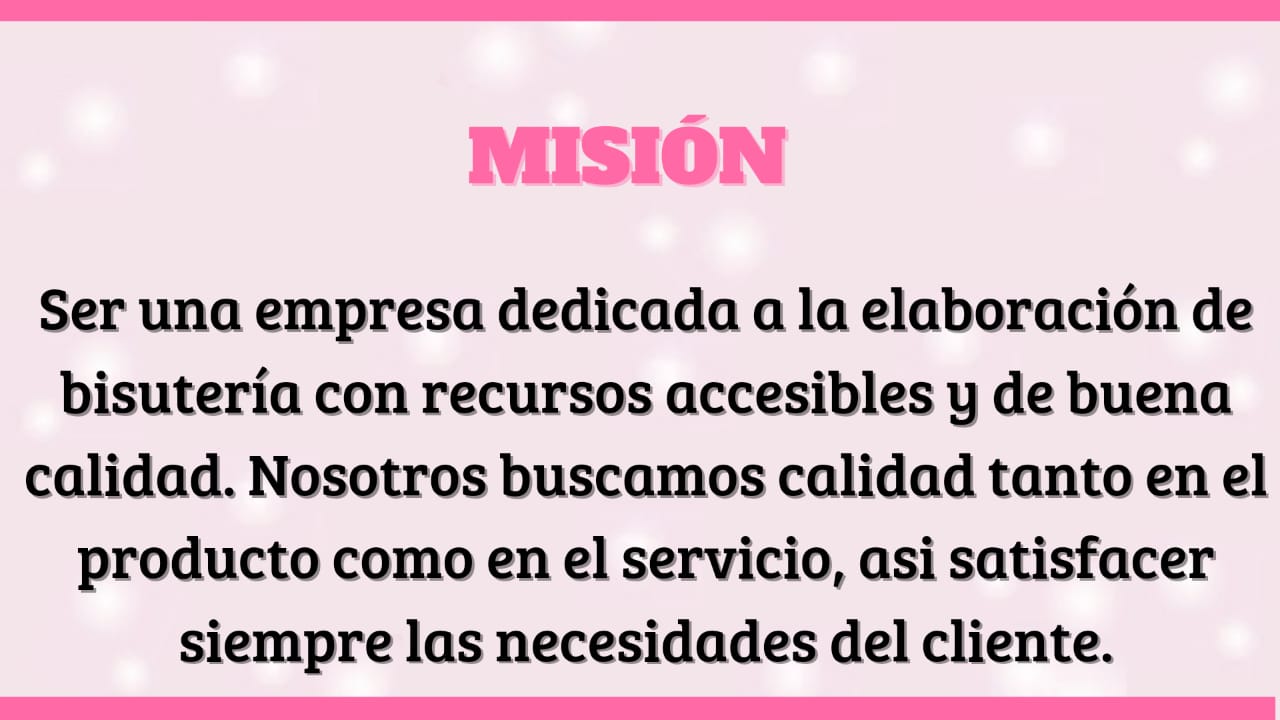 MISIÓN
Ser una empresa dedicada a la elaboración de
bisutería con recursos accesibles y de buena
calidad. Nosotros buscamos calidad tanto en el
producto como en el servicio, asi satisfacer
siempre las necesidades del cliente.